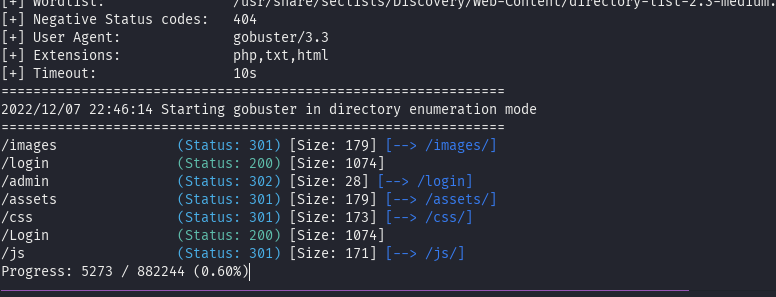 [+] Wordlist: /usr/share/seclists/Discovery/Web-Content/directory-list-2.3-medium.
[+] Negative Status codes: 404
[+] User Agent: gobuster/3.3
[+] Extensions: php,txt,html
[+] Timeout: 10s
===============================================================
2022/12/07 22:46:14 Starting gobuster in directory enumeration mode
===============================================================
/images (Status: 301) [Size: 179] [--> /images/]
/login (Status: 200) [Size: 1074]
/admin (Status: 302) [Size: 28] [--> /login]
/assets (Status: 301) [Size: 179] [--> /assets/]
/css (Status: 301) [Size: 173] [--> /css/]
/Login (Status: 200) [Size: 1074]
/js (Status: 301) [Size: 171] [--> /js/]
Progress: 5273 / 882244 (0.60%)